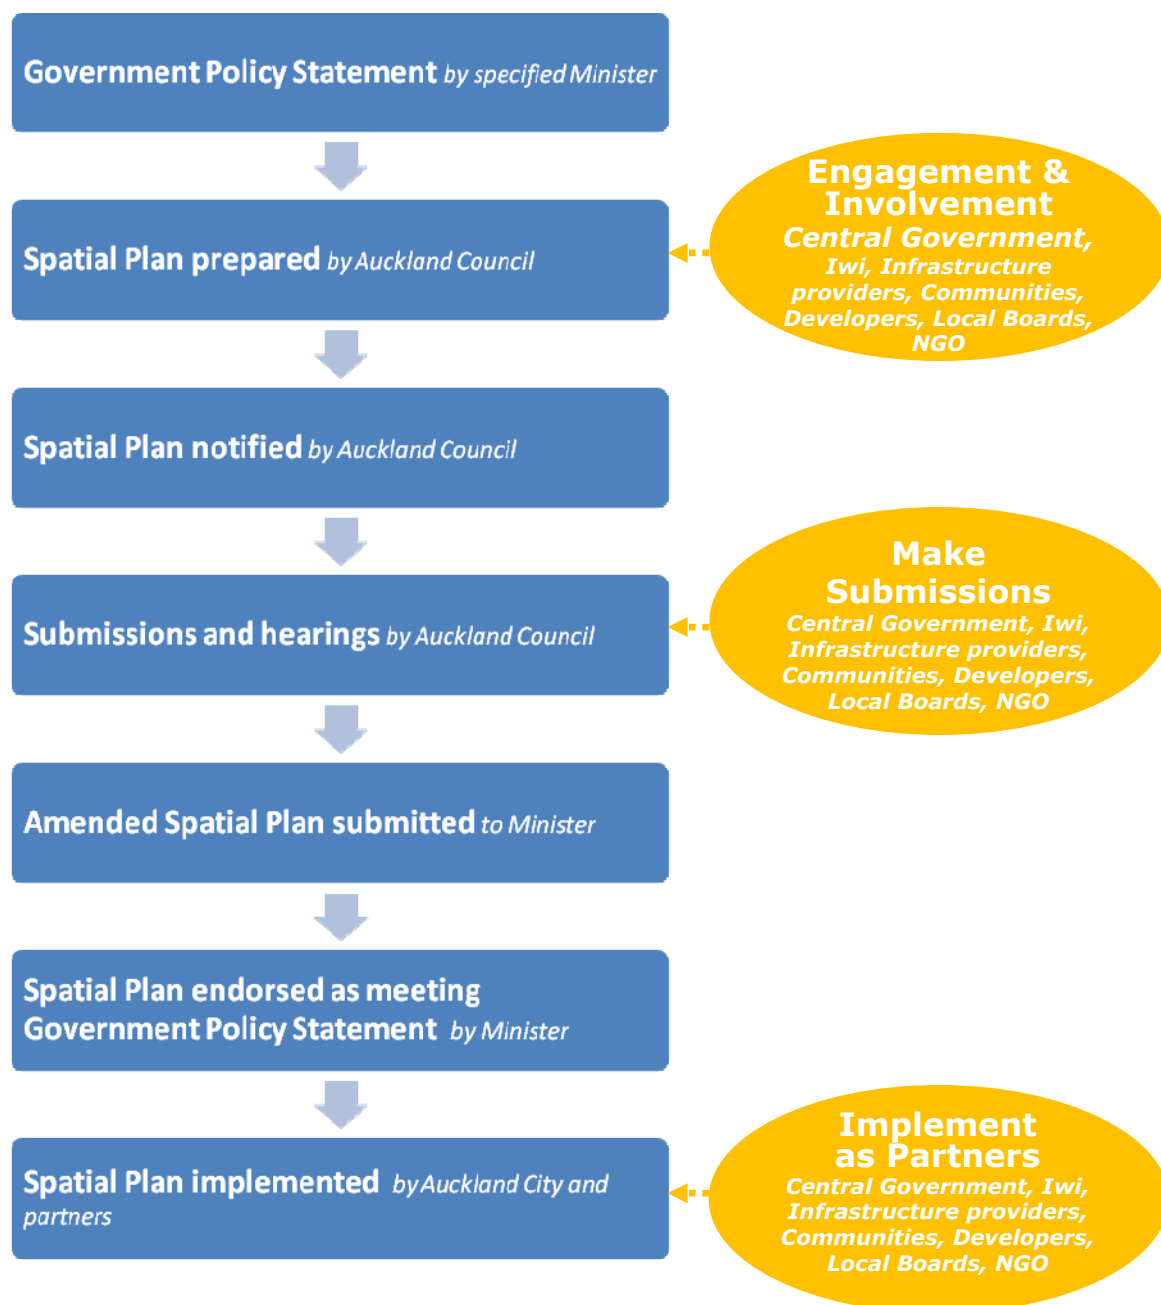 Government Policy Statement by specified Minister
Spatial Plan prepared by Auckland Council
Engagement &
Involvement
Central Government,
Iwi, Infrastructure
providers, Communities,
Developers, Local Boards,
NGO
Spatial Plan notified by Auckland Council
Submissions and hearings by Auckland Council
Make
Submissions
Central Government, Iwi,
Infrastructure providers,
Communities, Developers,
Local Boards, NGO
Amended Spatial Plan submitted to Minister
Spatial Plan endorsed as meeting
Government Policy Statement by Minister
Spatial Plan implemented by Auckland City and
partners
Implement
as Partners
Central Government, Iwi,
Infrastructure providers,
Communities, Developers,
Local Boards, NGO